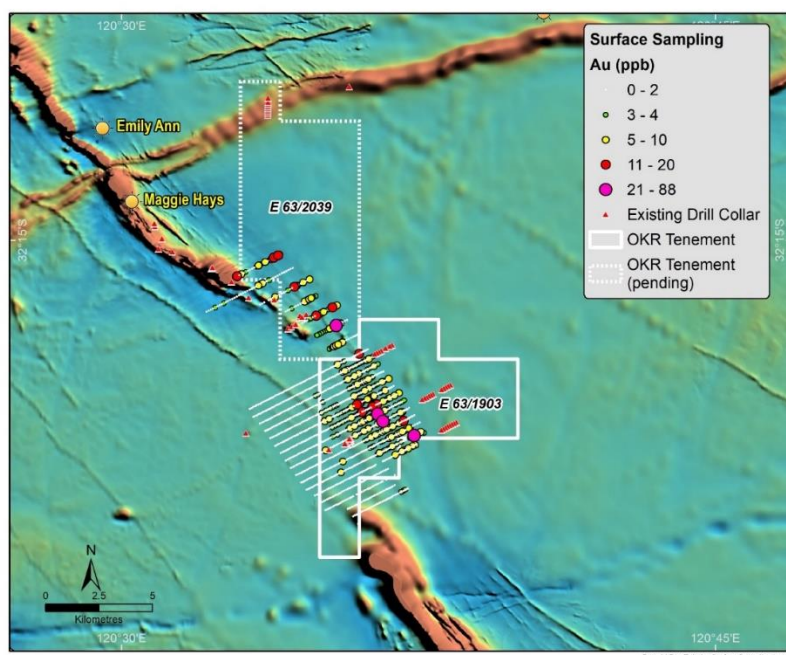 120°30'E
120°45'E
Surface Sampling
Au (ppb)
0 - 2
3 - 4
5 - 10
11 - 20
21 - 88
Existing Drill Collar
OKR Tenement
OKR Tenement
(pending)
Emily Ann
Maggie Hays
E 63/2039
32°15'S
32°15'S
E 63/1903
N
0
2.5
5
Kilometres
120°30'E
120°45'E